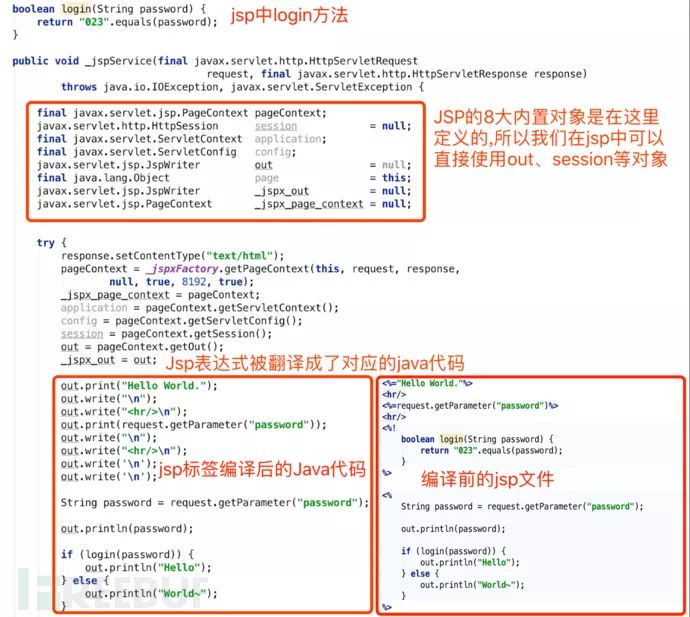 boolean login(String password) {
    return "023".equals(password);
}
jsp中login方法
public void _jspService(final javax.servlet.http.HttpServletRequest
request, final javax.servlet.http.HttpServletResponse response)
throws java.io.IOException, javax.servlet.ServletException {
final javax.servlet.jsp.PageContext pageContext;
javax.servlet.http.HttpSession session = null;
final javax.servlet.ServletContext application;
final javax.servlet.ServletConfig config;
javax.servlet.jsp.JspWriter out = null;
final java.lang.Object page = this;
javax.servlet.jsp.JspWriter _jspx_out = null;
javax.servlet.jsp.PageContext _jspx_page_context = null;
JSP的8大内置对象是在这里
定义的,所以我们在jsp中可以
直接使用out、session等对象
try {
response.setContentType("text/html");
pageContext = _jspxFactory.getPageContext(this, request, response,
null, true, 8192, true);
_jspx_page_context = pageContext;
application = pageContext.getServletContext();
config = pageContext.getServletConfig();
session = pageContext.getSession();
out = pageContext.getOut();
_jspx_out = out;
Jsp表达式被翻译成了对应的java代码
out.print("Hello World.");
out.write("\n");
out.write("<hr/>\n");
out.print(request.getParameter("password"));
out.write("\n");
out.write("<hr/>\n");
out.write('\n');
out.write('\n');
jsp标签编译后的Java代码
String password = request.getParameter("password");
out.println(password);
if (login(password)) {
out.println("Hello");
} else {
out.println("World~");
}
<%="Hello World."%>
<hr/>
<%=request.getParameter("password")%>
<hr/>
<%!
boolean login(String password) {
return "023".equals(password);
}
%>
编译前的jsp文件
<%
String password = request.getParameter("password");
out.println(password);
if (login(password)) {
out.println("Hello");
} else {
out.println("World~");
}
%>
FREEBUF